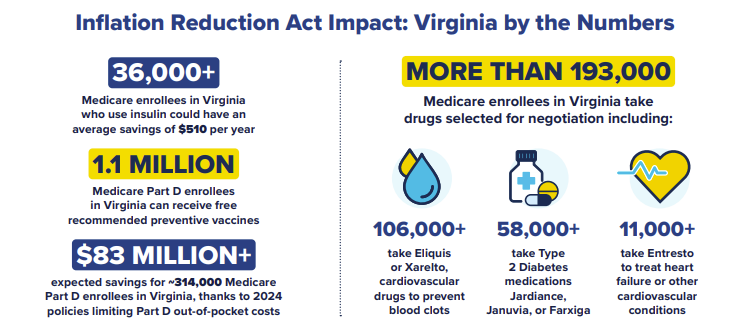 Inflation Reduction Act Impact: Virginia by the Numbers
36,000+
Medicare enrollees in Virginia
who use insulin could have an
average savings of $510 per year
1.1 MILLION
Medicare Part D enrollees
in Virginia can receive free
recommended preventive vaccines
$83 MILLION+
expected savings for ~314,000 Medicare
Part D enrollees in Virginia, thanks to 2024
policies limiting Part D out-of-pocket costs
MORE THAN 193,000
Medicare enrollees in Virginia take
drugs selected for negotiation including:
106,000+
take Eliquis
or Xarelto,
cardiovascular
drugs to prevent
blood clots
58,000+
take Type
2 Diabetes
medications
Jardiance,
Januvia, or Farxiga
11,000+
take Entresto
to treat heart
failure or other
cardiovascular
conditions